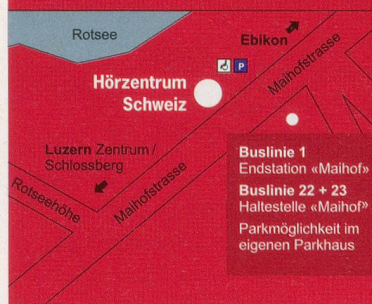 Rotsee
Ebikon
P
Hörzentrum
Schweiz
Maihofstrasse
Luzern Zentrum /
Schlossberg
Rotseehöhe
Maihofstrasse
Buslinie 1
Endstation «Maihof»
Buslinie 22 + 23
Haltestelle «Maihof»
Parkmöglichkeit im
eigenen Parkhaus